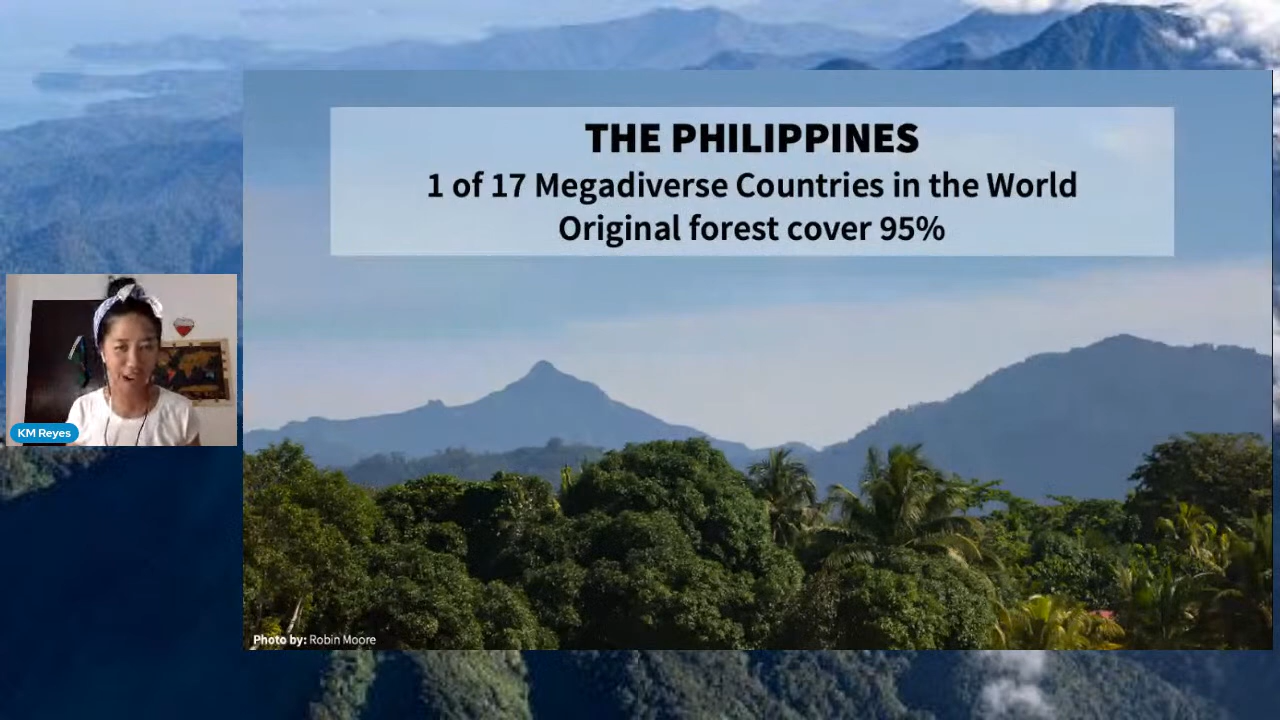 THE PHILIPPINES
1 of 17 Megadiverse Countries in the World
Original forest cover 95%
KM Reyes
Photo by: Robin Moore